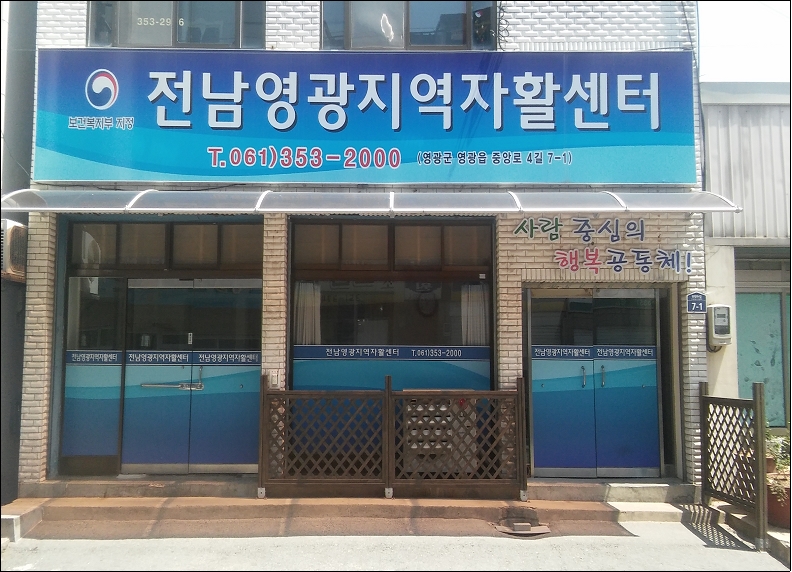 353-29
보건복지부 지정
전남영광지역자활센터
T.061)353-2000 (영광군 영광읍 중앙로 4길 7-1)
사람 중심의
행복공동체!
7-1
전남영광지역자활센터
전남영광지역자활센터
전남영광지역자활센터 T.061)353-2000
전남영광지역자활센터
전남영광지역자활센터